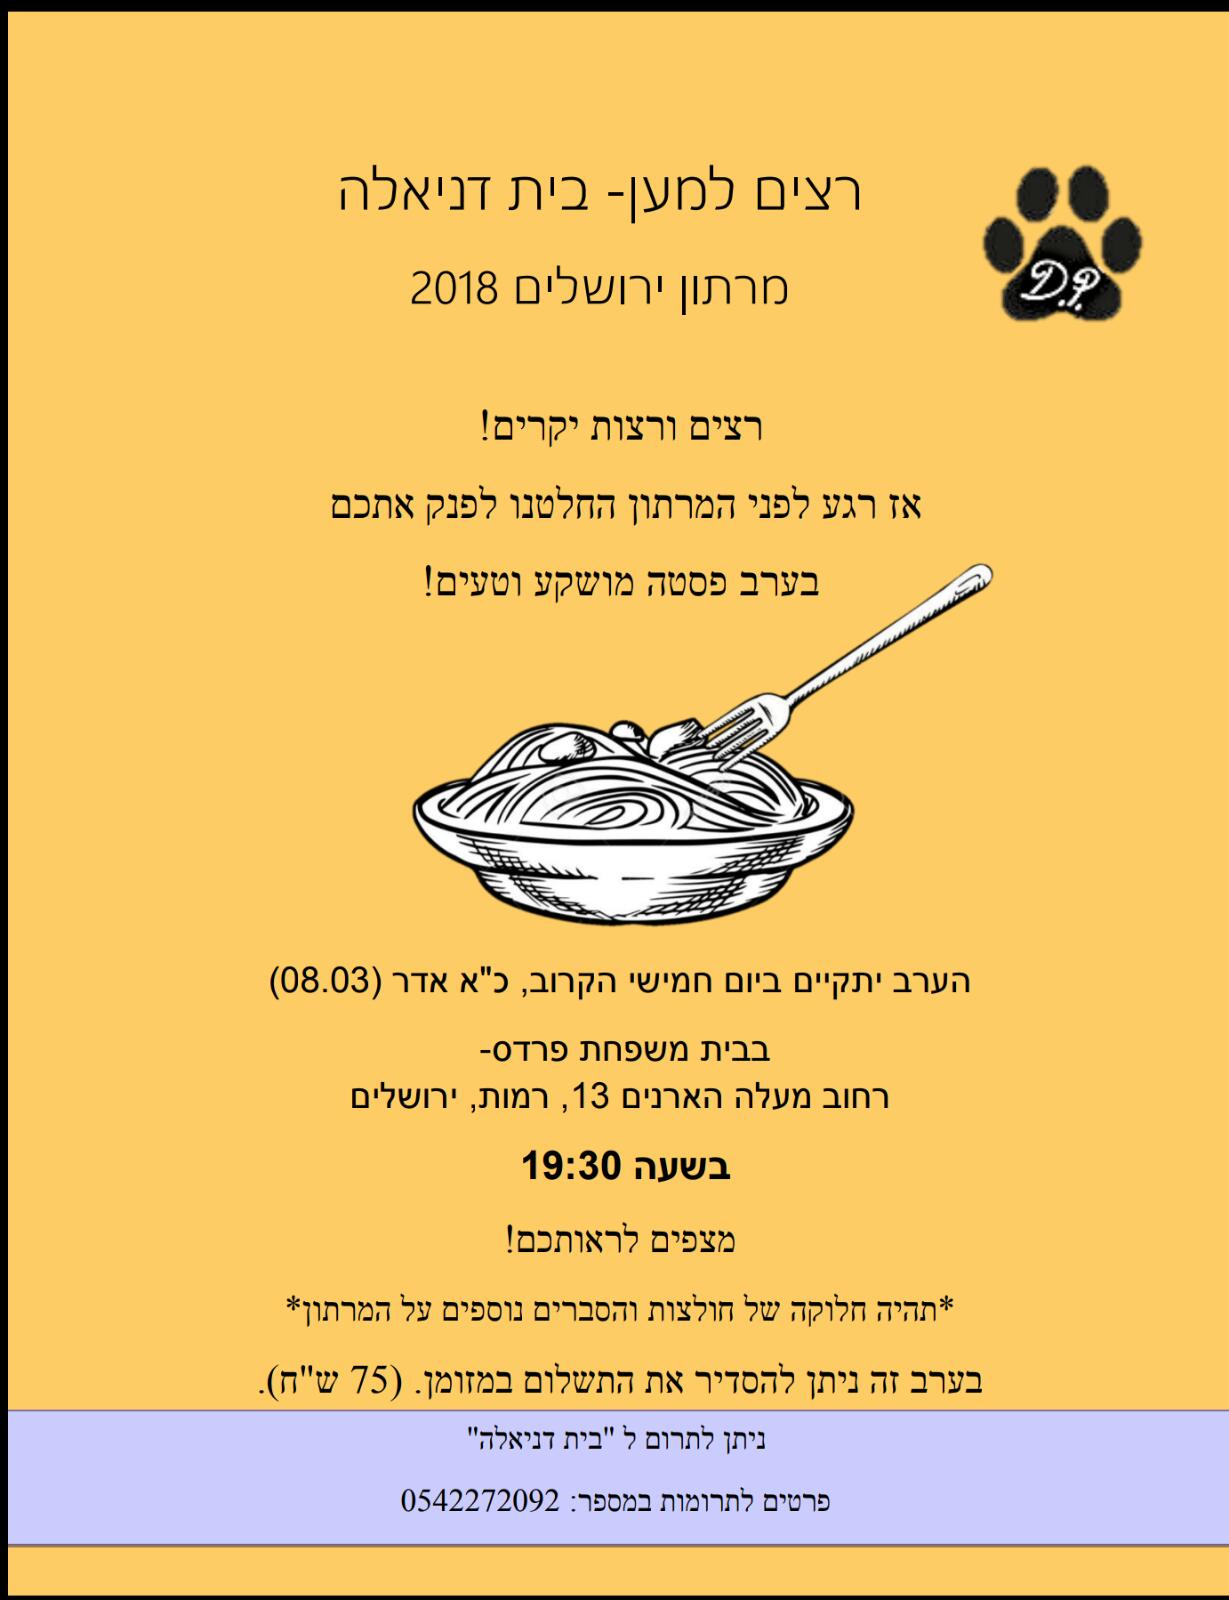 רצים למען- בית דניאלה
D.P.
מרתון ירושלים 2018
רצים ורצות יקרים!
אז רגע לפני המרתון החלטנו לפנק אתכם
בערב פסטה מושקע וטעים!
הערב יתקיים ביום חמישי הקרוב, כ"א אדר (08.03)
בבית משפחת פרדס-
רחוב מעלה הארנים 13, רמות, ירושלים
בשעה 19:30
מצפים לראותכם!
*תהיה חלוקה של חולצות והסברים נוספים על המרתון*
בערב זה ניתן להסדיר את התשלום במזומן. (75 ש"ח).
ניתן לתרום ל "בית דניאלה"
פרטים לתרומות במספר: 0542272092